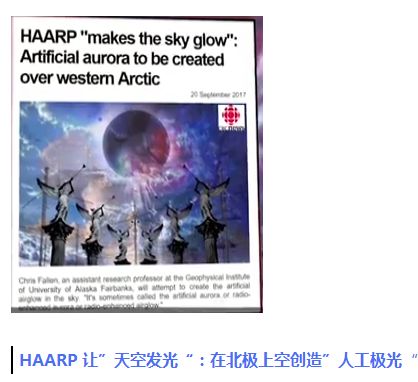 HAARP "makes the sky glow":
Artificial aurora to be created
over western Arctic
20 September 2017
CBC news
Chris Fallen, an assistant research professor at the Geophysical Institute
of University of Alaska Fairbanks, will attempt to create the artificial
airglow in the sky. "It's sometimes called the artificial aurora or radio-
enhanced aurora or radio-enhanced airglow."
HAARP 让”天空发光“：在北极上空创造”人工极光“